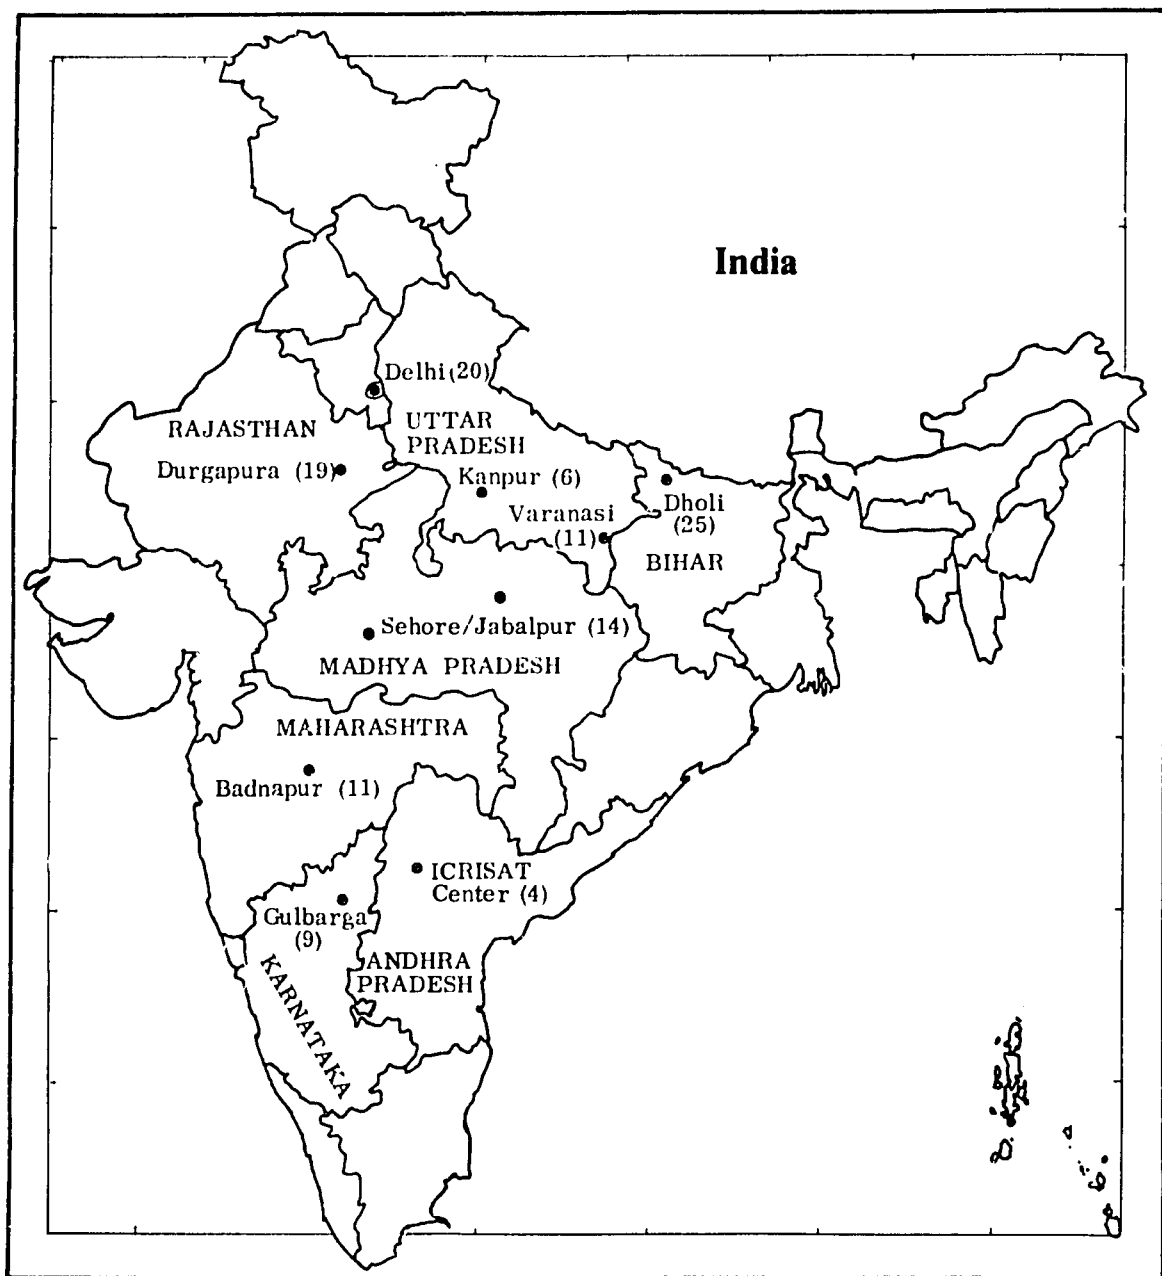 India
Delhi (20)
RAJASTHAN
UTTAR
PRADESH
Durgapura (19)
Kanpur (6)
Varanasi
(11)
Dholi
(25)
BIHAR
Sehore/Jabalpur (14)
MADHYA PRADESH
MAHARASHTRA
Badnapur (11)
ICRISAT
Center (4)
Gulbarga
(9)
ANDHRA
PRADESH
KARNATAKA